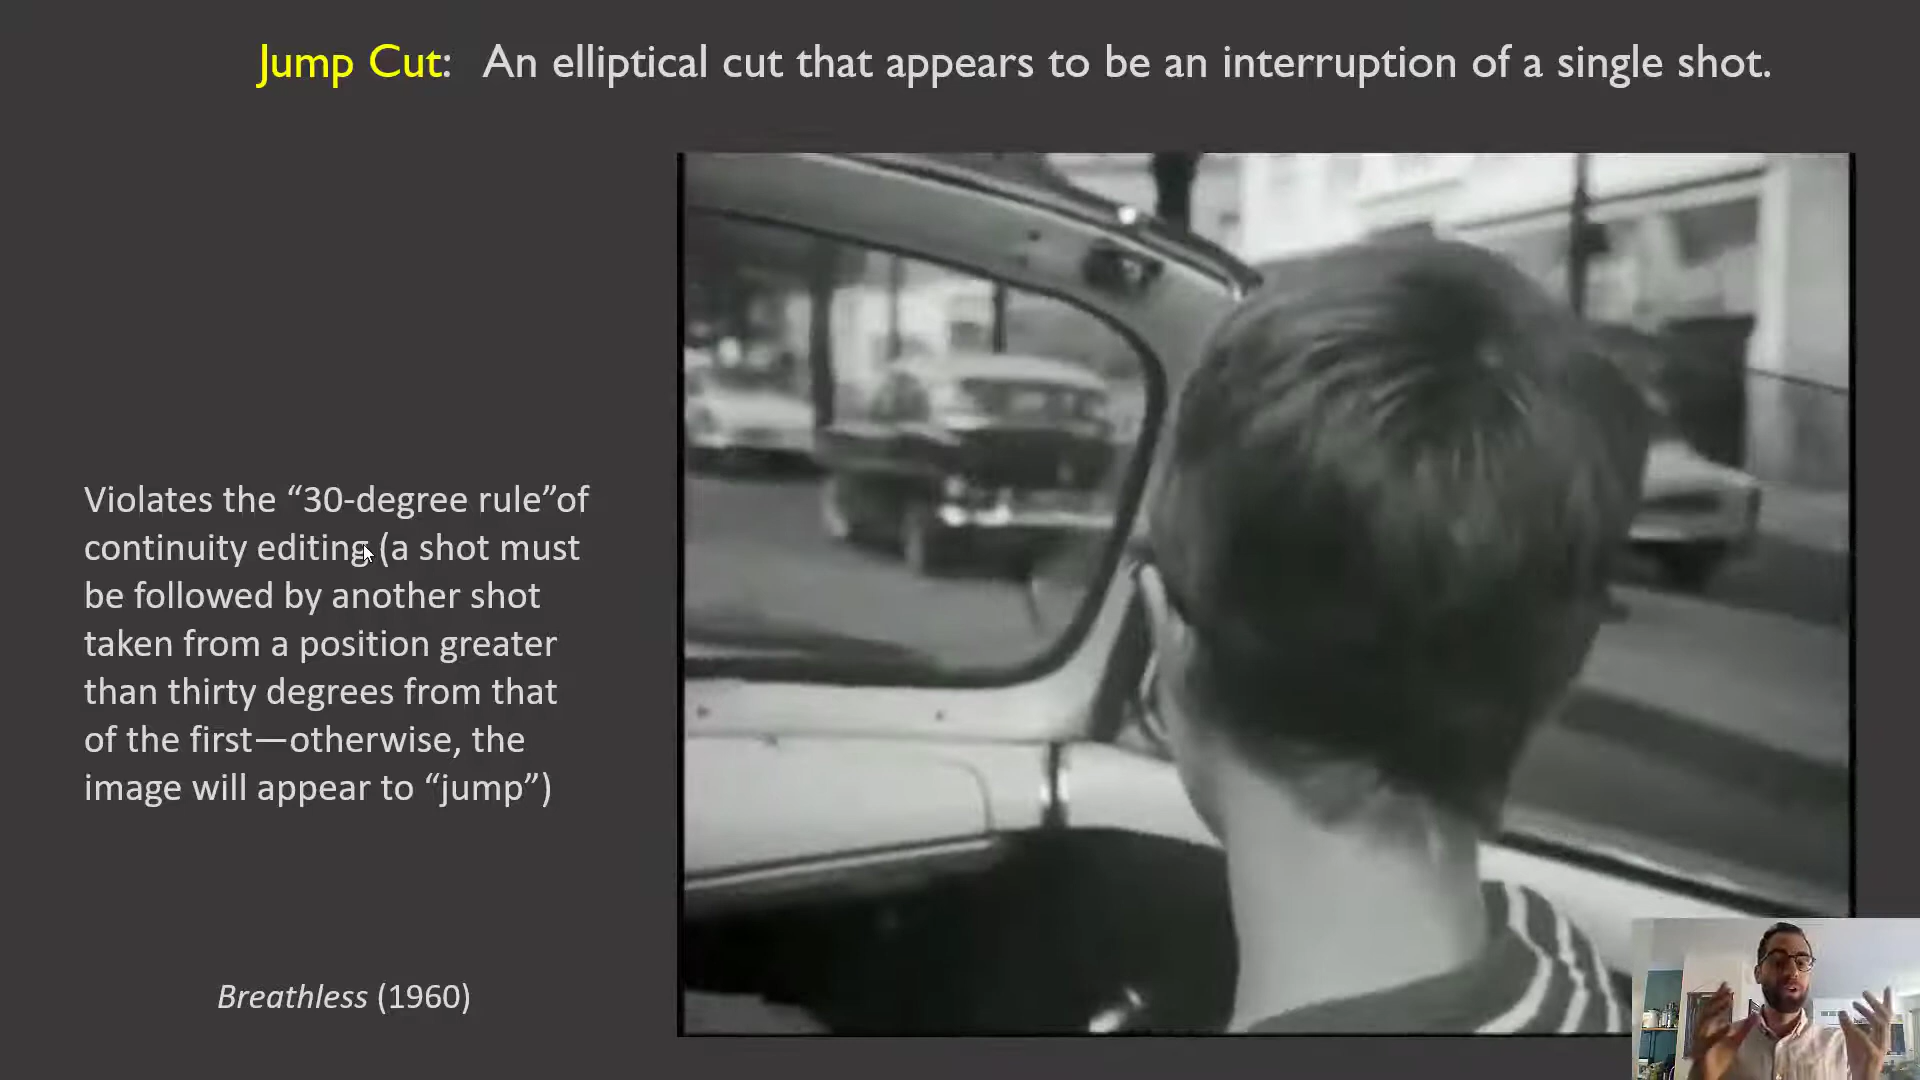 Jump Cut: An elliptical cut that appears to be an interruption of a single shot.
Violates the “30-degree rule”of
continuity editing (a shot must
be followed by another shot
taken from a position greater
than thirty degrees from that
of the first—otherwise, the
image will appear to “jump”)
Breathless (1960)